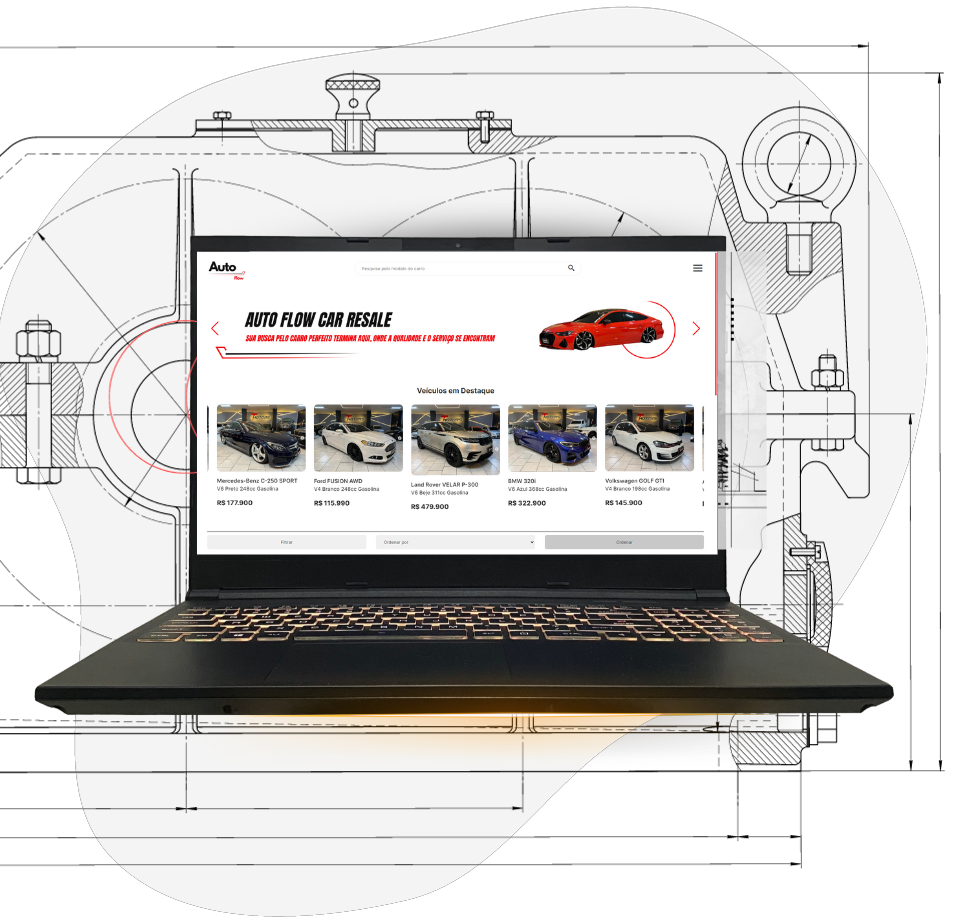 Auto
Flow
Pesquise pelo modelo do carro
AUTO FLOW CAR RESALE
SUA BUSCA PELO CARRO PERFEITO TERMINA AQUI, ONDE A QUALIDADE E O SERVIÇO SE ENCONTRAM
Veículos em Destaque
Mercedes-Benz C-250 SPORT
V6 Preto 248cc Gasolina
R$ 177.900
Ford FUSION AWD
V4 Branco 248cc Gasolina
R$ 115.990
Land Rover VELAR P-300
V6 Beje 311cc Gasolina
R$ 479.900
BMW 320i
V6 Azul 368cc Gasolina
R$ 322.900
Volkswagen GOLF GTI
V4 Branco 198cc Gasolina
R$ 145.900
Filtrar
Ordenar por
Ordenar